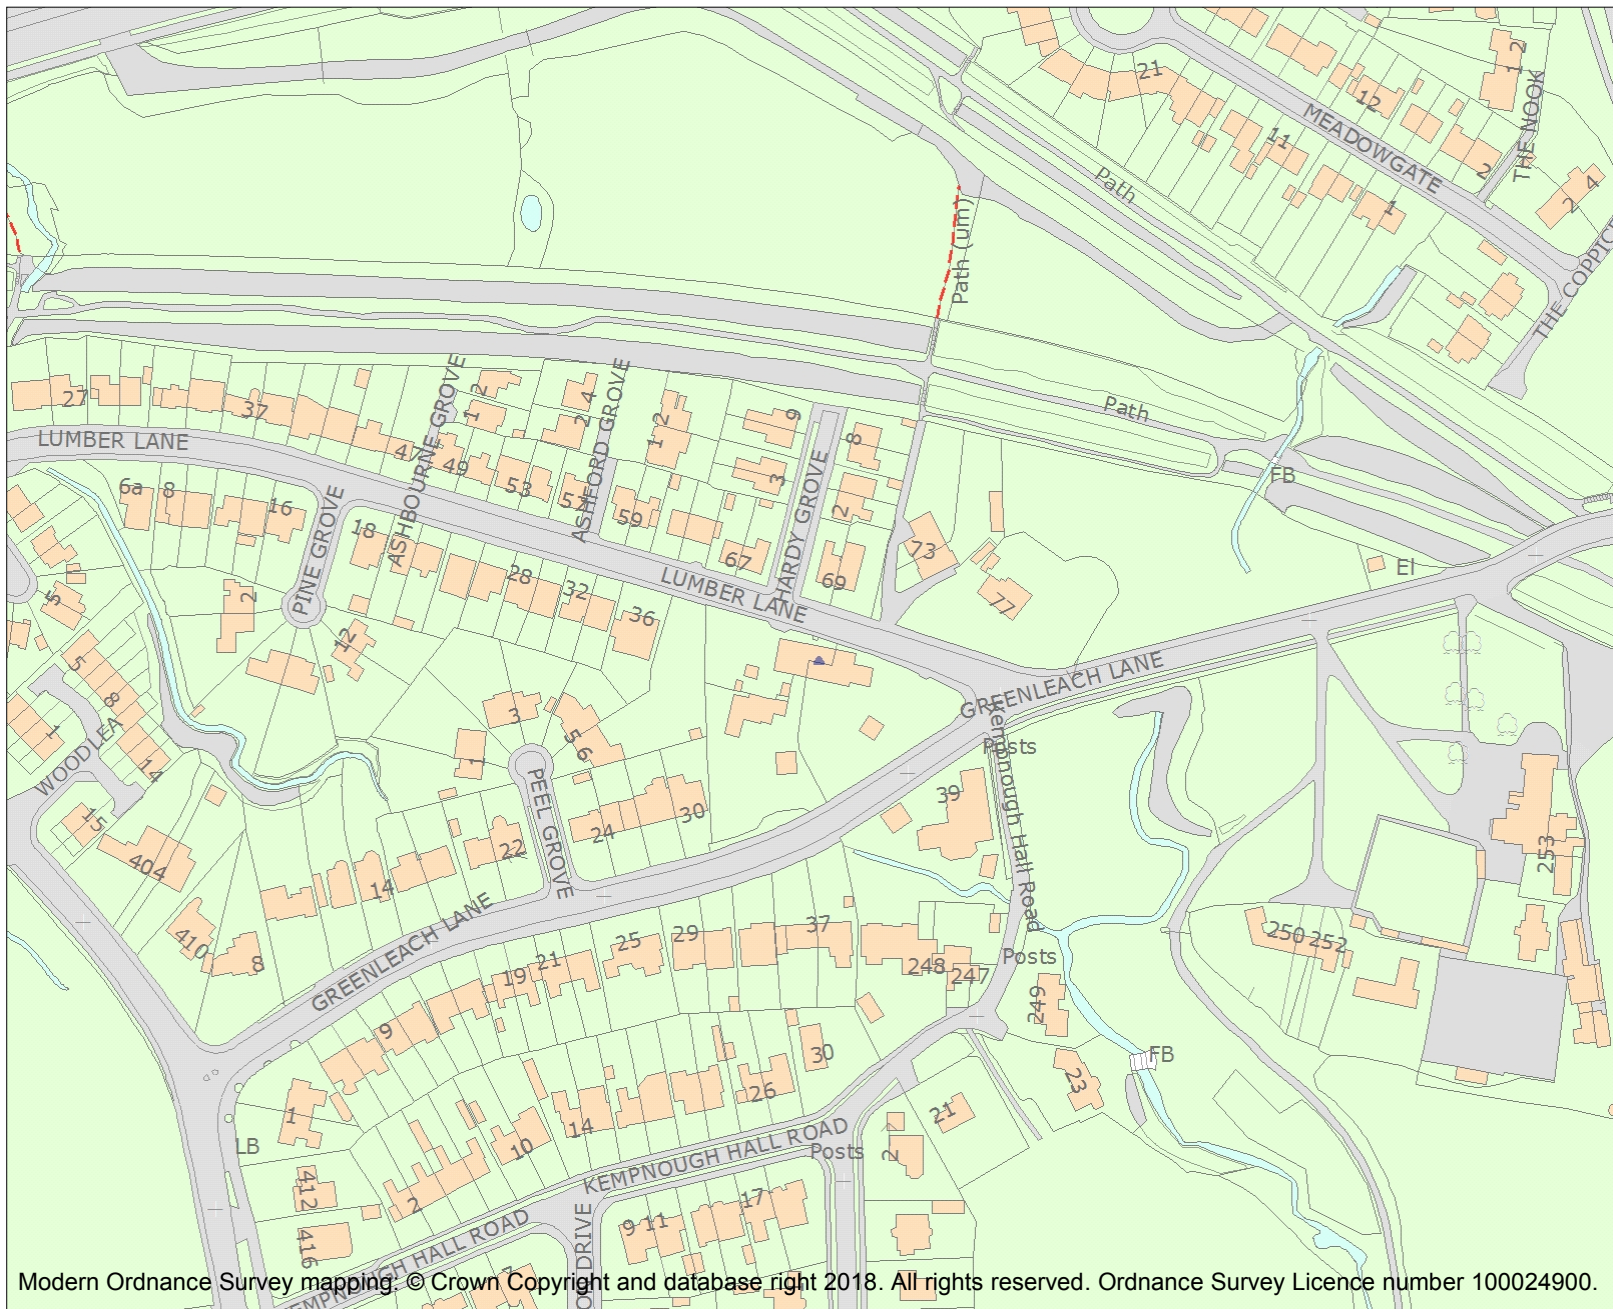 21
12
11
MEADOWGATE
1 2
THE NOOK
2
1
2 4
Path
Path (um)
THE COPPIC
27
LUMBER LANE
37
47
ASHBOURNE GROVE
49
1 2
53
57
2 4
ASHFORD GROVE
59
1 2
67
9
3
HARDY GROVE
8
2
69
73
77
Path
FB
El
6a
8
16
18
PINE GROVE
2
12
28
32
36
LUMBER LANE
5
5
8
1
WOODLEA
14
15
404
410
8
3
5 6
1
PEEL GROVE
22
24
30
14
GREENLEACH LANE
GREENLEACH LANE
Posts
Kempnough Hall Road
39
253
250 252
9
19
21
25
29
37
248
247
Posts
249
23
FB
1
LB
412
416
2
10
14
26
30
21
2
KEMPNOUGH HALL ROAD
Posts
KEMPNOUGH HALL ROAD
9 11
17
7
O DRIVE
Modern Ordnance Survey mapping: © Crown Copyright and database right 2018. All rights reserved. Ordnance Survey Licence number 100024900.